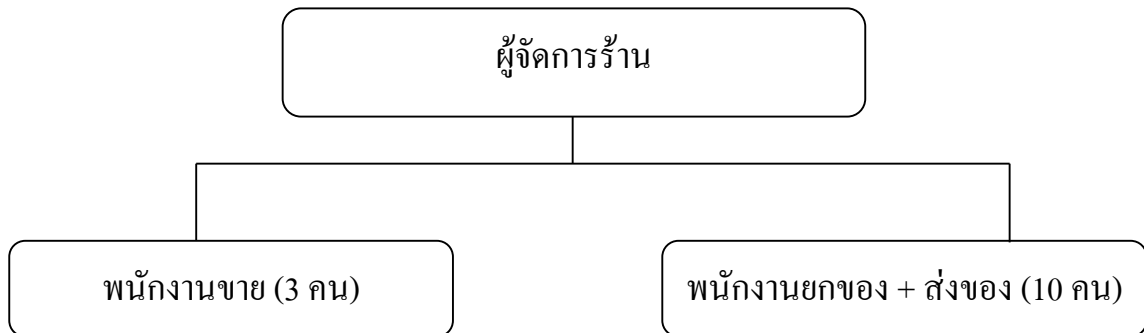 ผู้จัดการร้าน
พนักงานขาย (3 คน)
พนักงานยกของ + ส่งของ (10 คน)